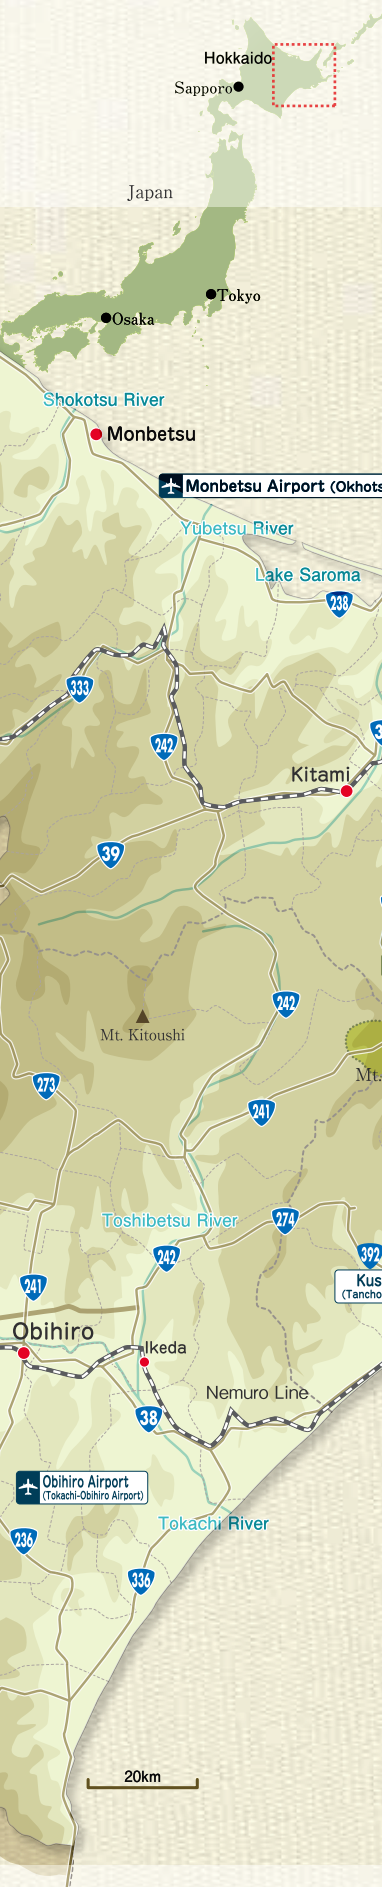 Hokkaido
Sapporo
Japan
Tokyo
Osaka
Shokotsu River
Monbetsu
Monbetsu Airport (Okhots
Yubetsu River
Lake Saroma
238
333
242
Kitami
39
242
Mt. Kitoushi
Mt.
273
241
Toshibetsu River
274
242
392
241
Kus
(Tancho
Obihiro
Ikeda
Nemuro Line
38
Obihiro Airport
(Tokachi-Obihiro Airport)
Tokachi River
236
336
20km